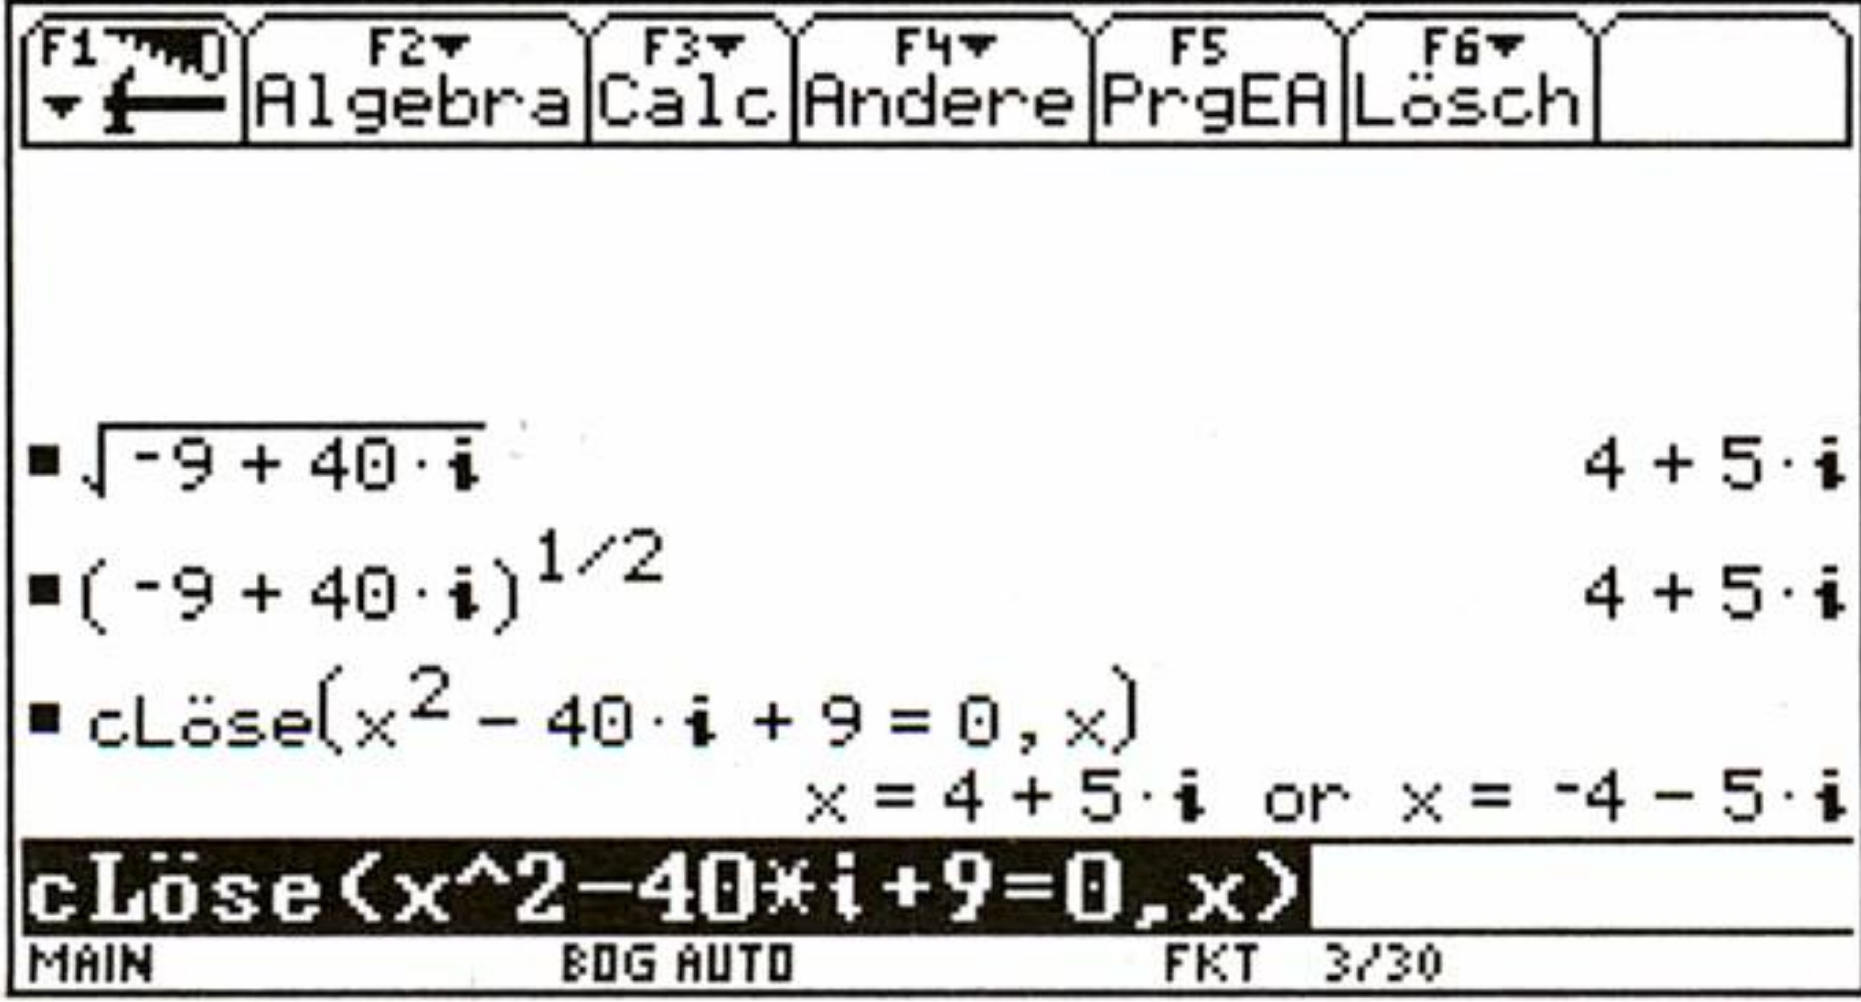 F1 F2▾ F3▾ F4▾ F5 F6▾
Algebra Calc Andere PrgEA Lösch
▪ √(⁻9 + 40·i) 4 + 5·i
▪ (⁻9 + 40·i)^1/2 4 + 5·i
▪ cLöse(x² − 40·i + 9 = 0, x)
x = 4 + 5·i or x = ⁻4 − 5·i
cLöse(x^2−40*i+9=0,x)
MAIN BOG AUTO FKT 3/30